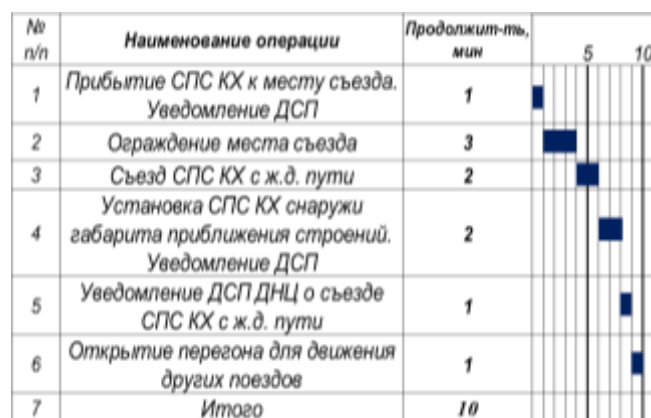 № п/п Наименование операции Продолжит-ть, мин 5 10
1 Прибытие СПС КХ к месту съезда. Уведомление ДСП 1
2 Ограждение места съезда 3
3 Съезд СПС КХ с ж.д. пути 2
4 Установка СПС КХ снаружи габарита приближения строений. Уведомление ДСП 2
5 Уведомление ДСП ДНЦ о съезде СПС КХ с ж.д. пути 1
6 Открытие перегона для движения других поездов 1
7 Итого 10